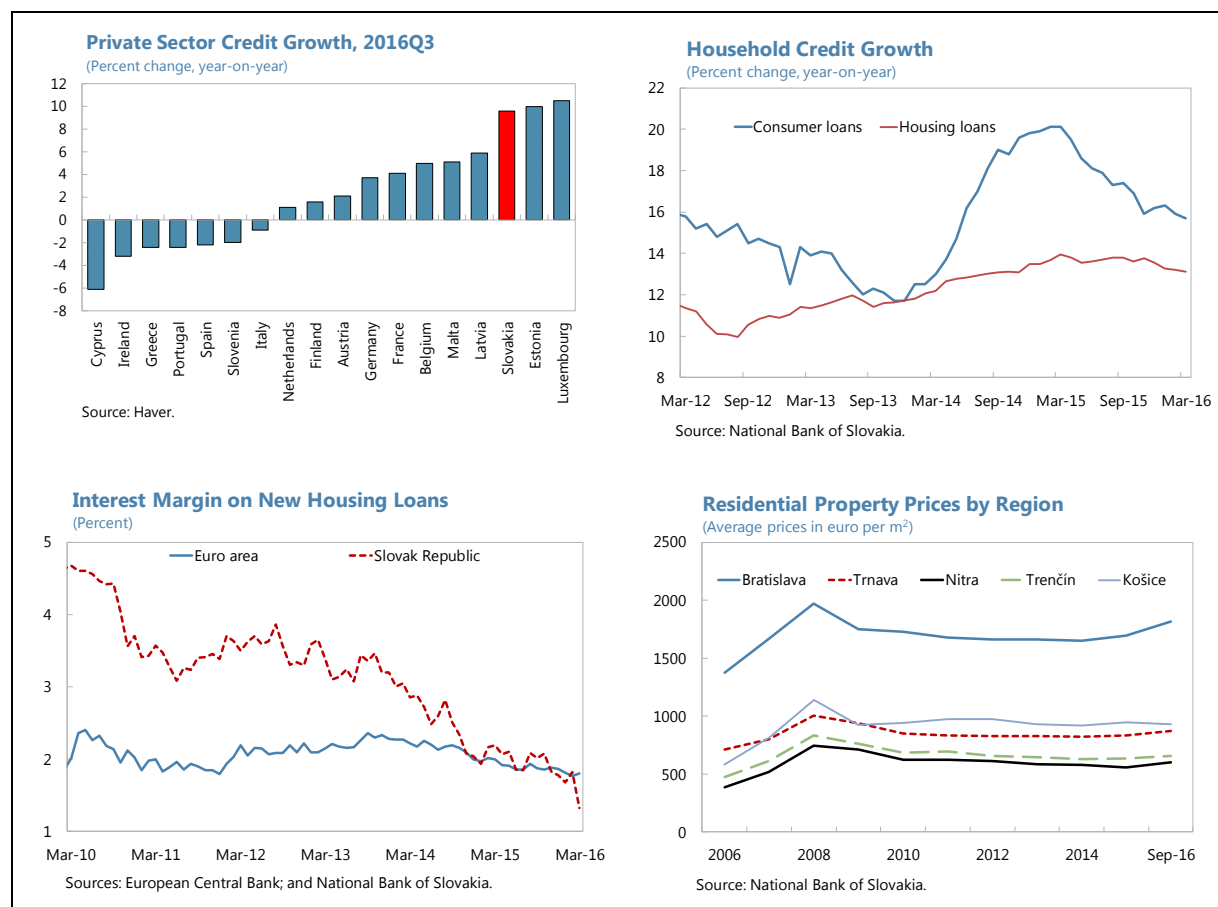 Private Sector Credit Growth, 2016Q3
(Percent change, year-on-year)
12
10
8
6
4
2
0
-2
-4
-6
-8
Cyprus
Ireland
Greece
Portugal
Spain
Slovenia
Italy
Netherlands
Finland
Austria
Germany
France
Belgium
Malta
Latvia
Slovakia
Estonia
Luxembourg
Source: Haver.
Household Credit Growth
(Percent change, year-on-year)
22
20
18
16
14
12
10
8
Consumer loans Housing loans
Mar-12 Sep-12 Mar-13 Sep-13 Mar-14 Sep-14 Mar-15 Sep-15 Mar-16
Source: National Bank of Slovakia.
Interest Margin on New Housing Loans
(Percent)
5
4
3
2
1
Euro area Slovak Republic
Mar-10 Mar-11 Mar-12 Mar-13 Mar-14 Mar-15 Mar-16
Sources: European Central Bank; and National Bank of Slovakia.
Residential Property Prices by Region
(Average prices in euro per m²)
2500
2000
1500
1000
500
0
Bratislava Trnava Nitra Trenčín Košice
2006 2008 2010 2012 2014 Sep-16
Source: National Bank of Slovakia.